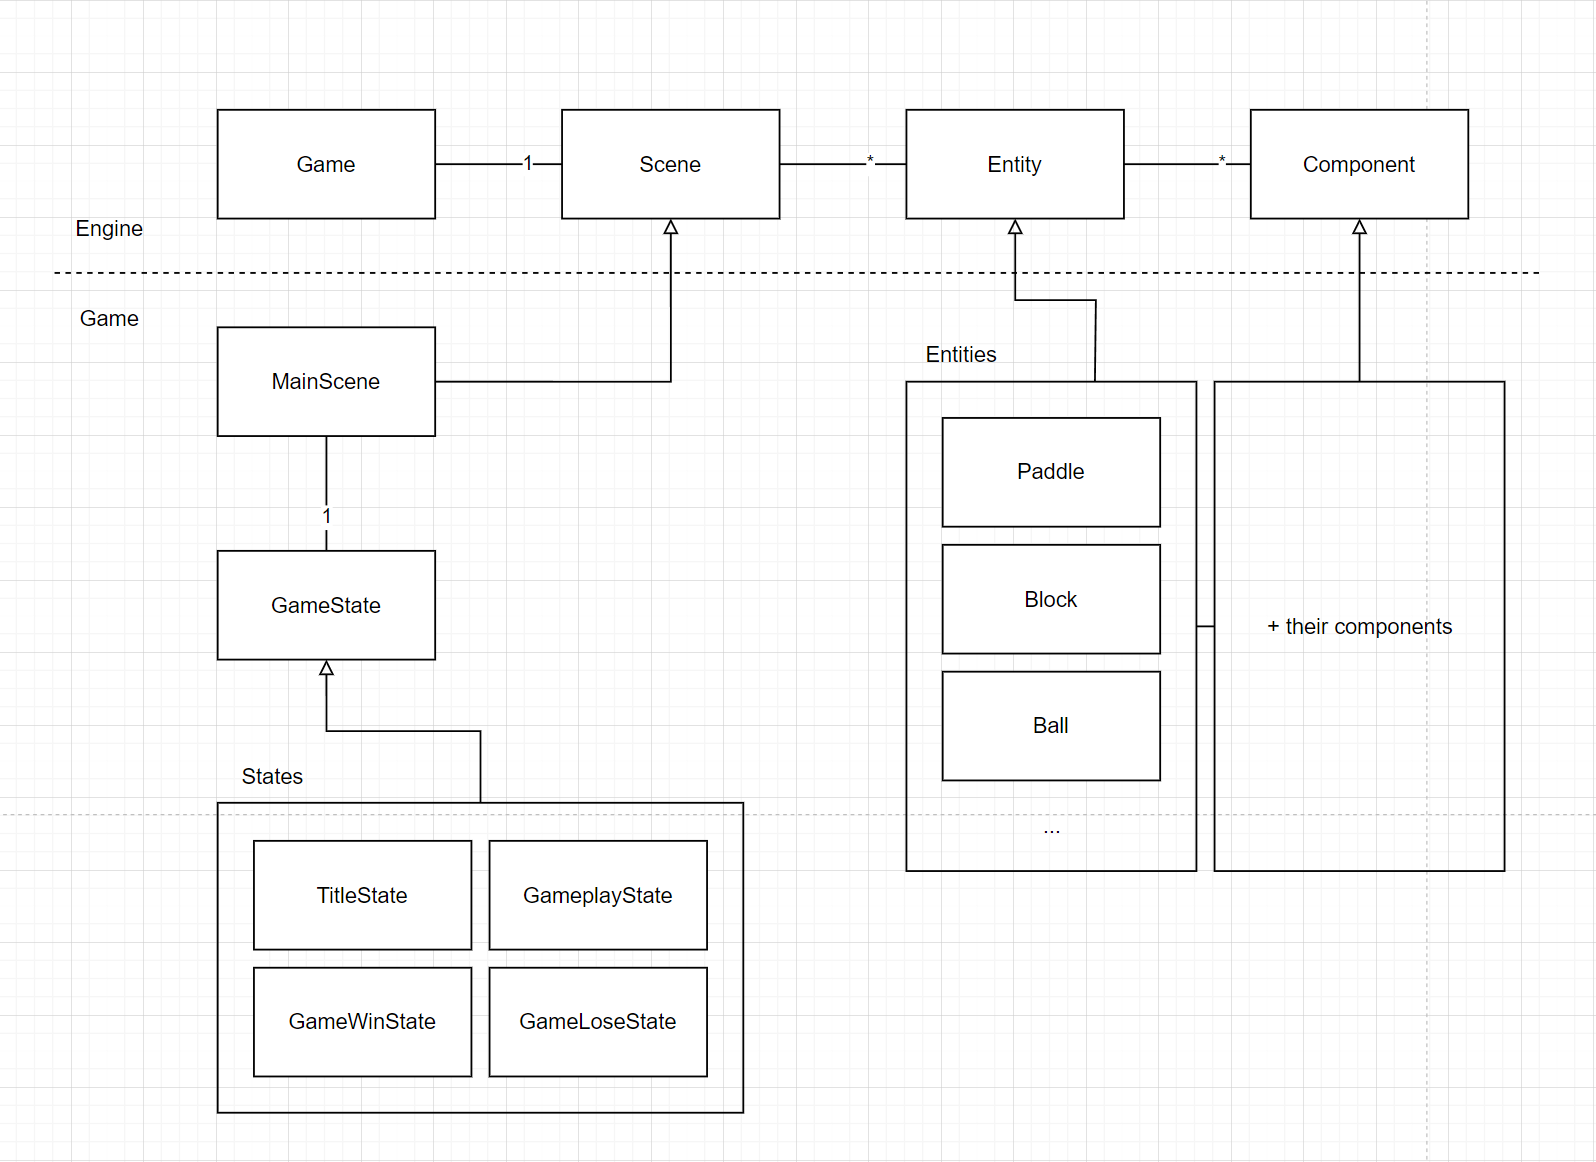 Game
1
Scene
*
Entity
*
Component
Engine
Game
MainScene
1
GameState
States
TitleState
GameplayState
GameWinState
GameLoseState
Entities
Paddle
Block
Ball
...
+ their components